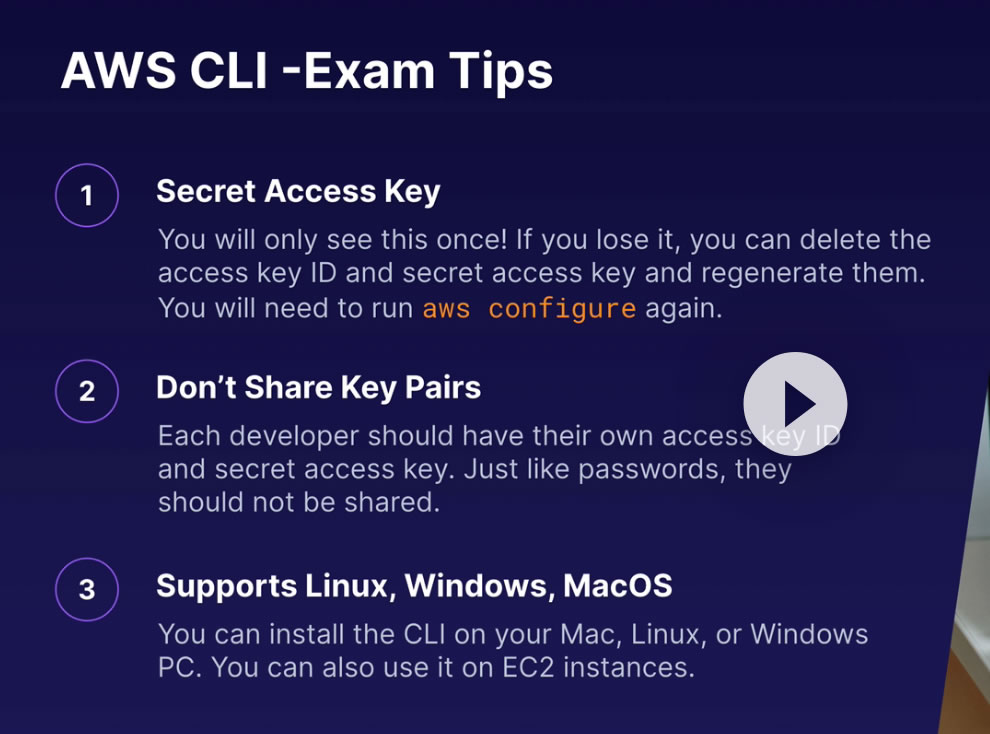 AWS CLI -Exam Tips
1
Secret Access Key
You will only see this once! If you lose it, you can delete the
access key ID and secret access key and regenerate them.
You will need to run aws configure again.
2
Don’t Share Key Pairs
Each developer should have their own access key ID
and secret access key. Just like passwords, they
should not be shared.
3
Supports Linux, Windows, MacOS
You can install the CLI on your Mac, Linux, or Windows
PC. You can also use it on EC2 instances.